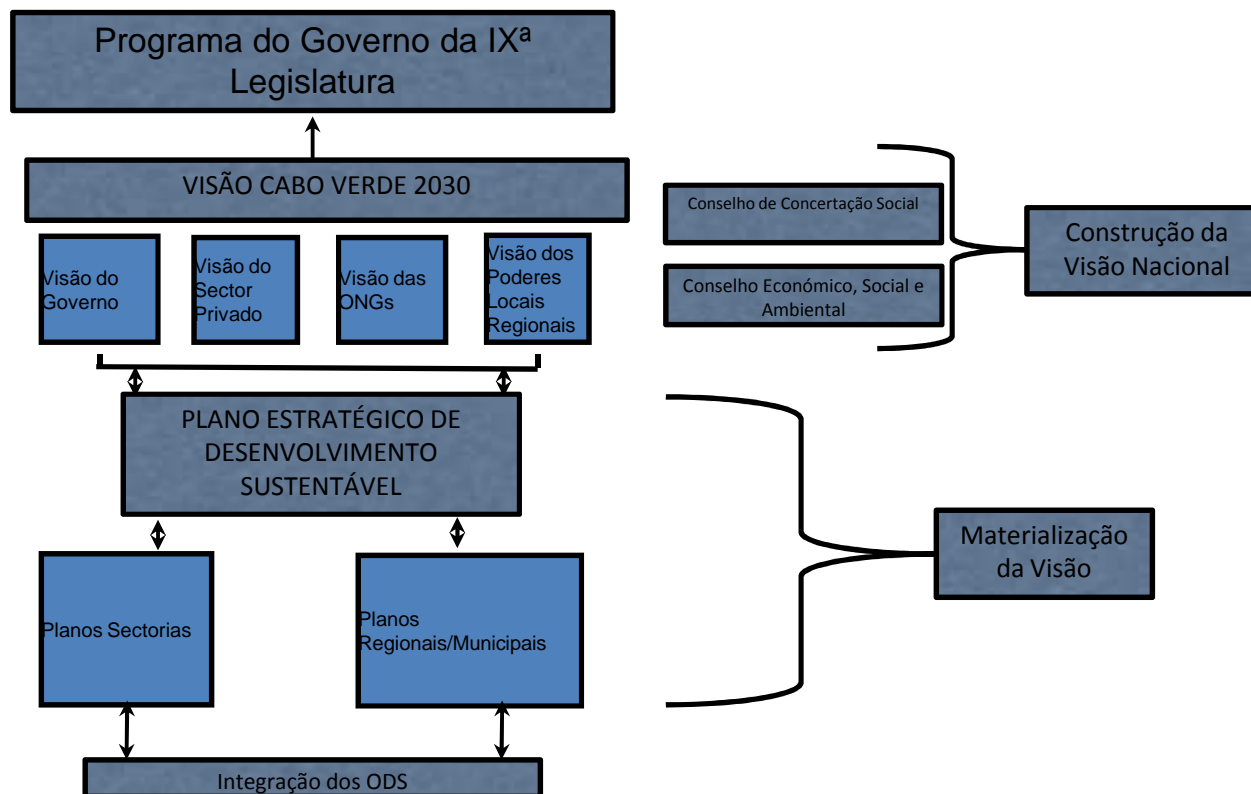 Programa do Governo da IXª
Legislatura
VISÃO CABO VERDE 2030
Visão do
Governo
Visão do
Sector
Privado
Visão das
ONGs
Visão dos
Poderes
Locais
Regionais
Conselho de Concertação Social
Conselho Económico, Social e
Ambiental
Construção da
Visão Nacional
PLANO ESTRATÉGICO DE
DESENVOLVIMENTO
SUSTENTÁVEL
Planos Sectorias
Planos
Regionais/Municipais
Materialização
da Visão
Integração dos ODS